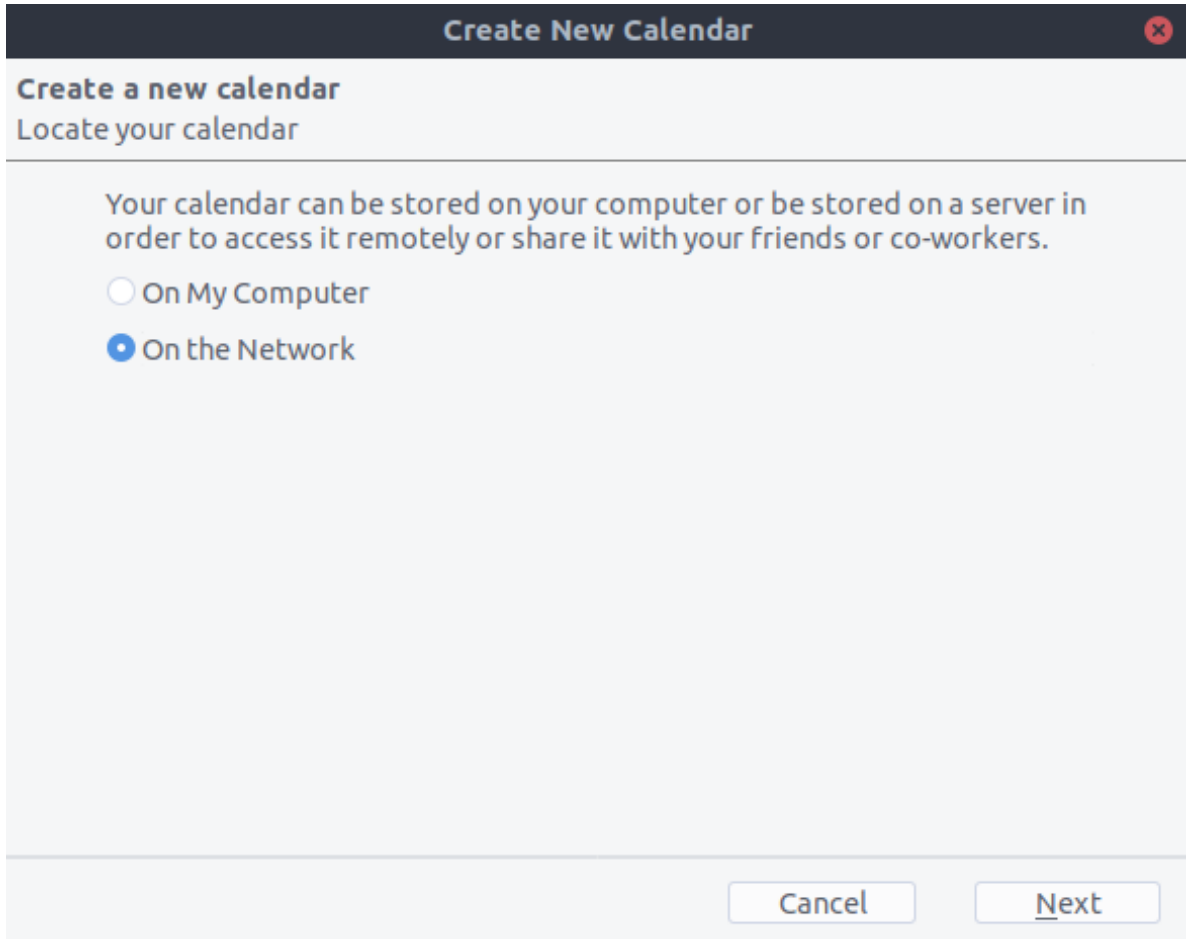 Create New Calendar
Create a new calendar
Locate your calendar
Your calendar can be stored on your computer or be stored on a server in
order to access it remotely or share it with your friends or co-workers.
On My Computer
On the Network
Cancel
Next